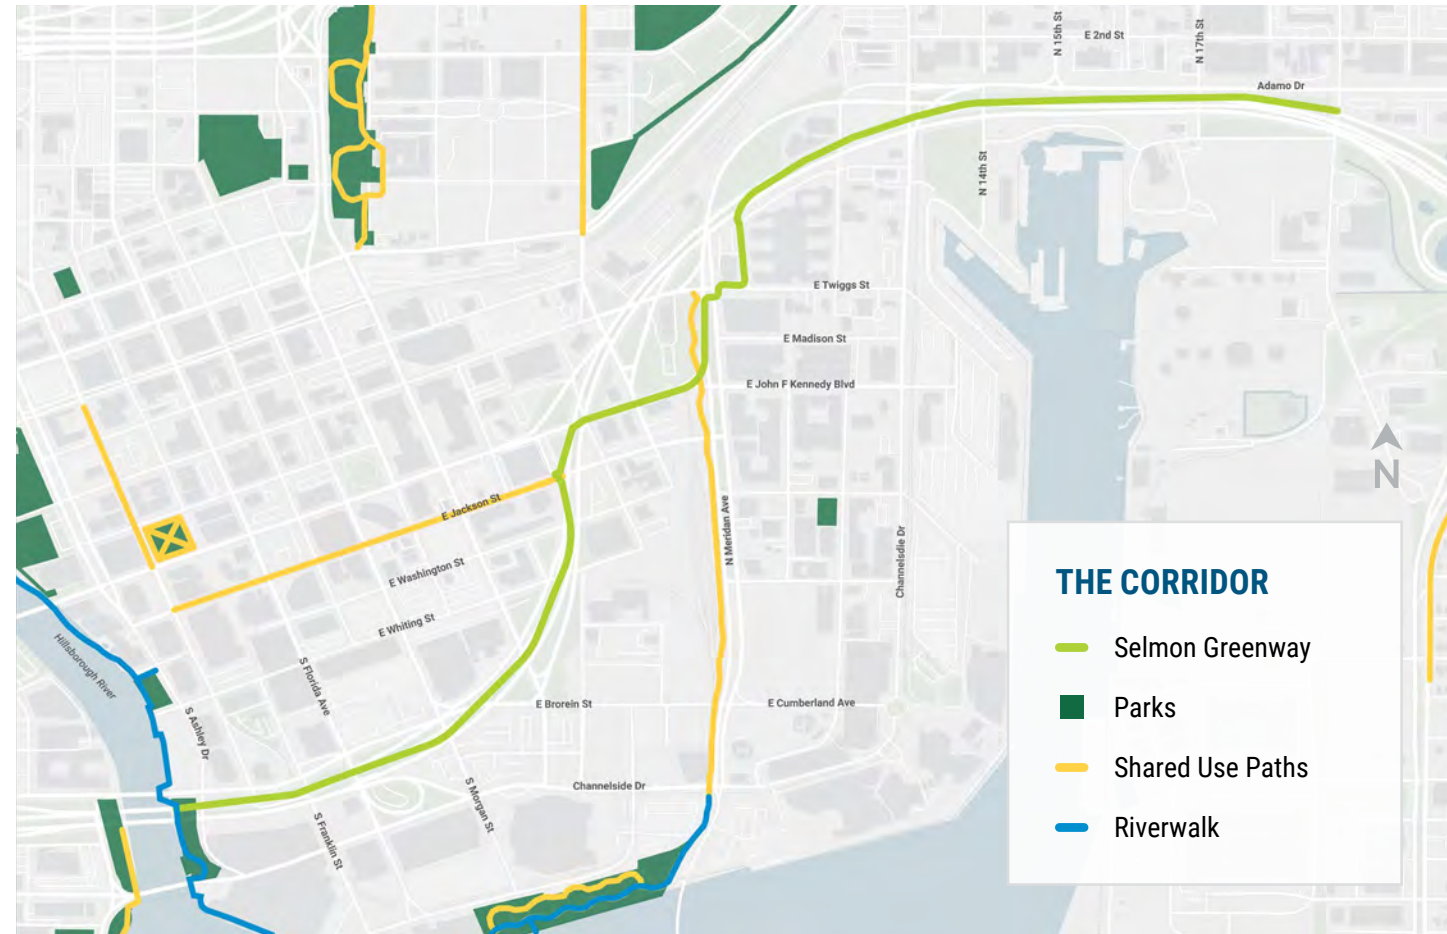 N 15th St
E 2nd St
N 17th St
Adamo Dr
N 14th St
E Twiggs St
E Madison St
E John F Kennedy Blvd
N
E Jackson St
N Meridan Ave
Channelsdie Dr
E Washington St
E Whiting St
Hillsborough River
S Florida Ave
S Ashley Dr
E Brorein St
E Cumberland Ave
Channelside Dr
S Morgan St
S Franklin St
THE CORRIDOR
Selmon Greenway
Parks
Shared Use Paths
Riverwalk